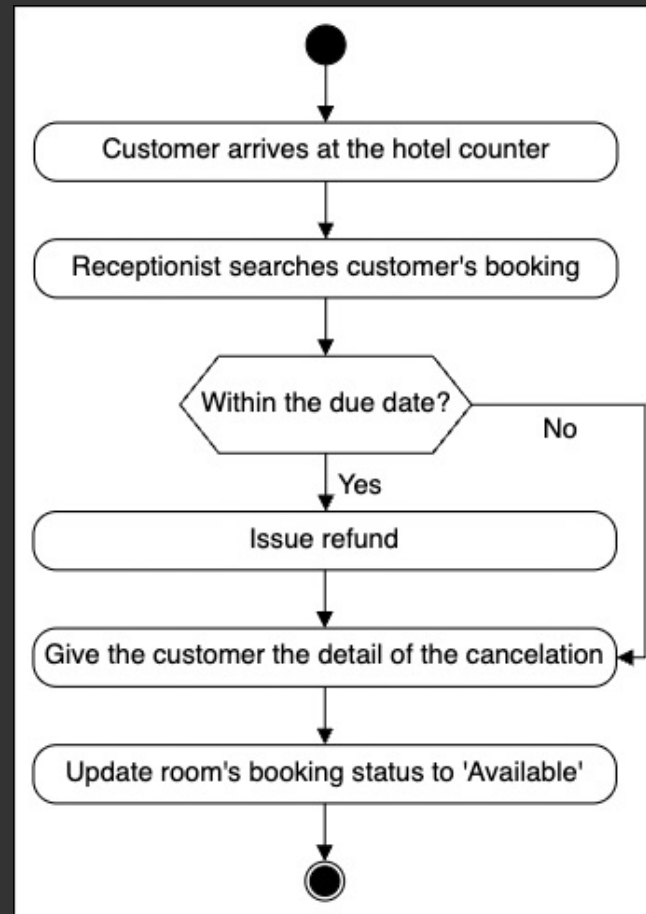 Customer arrives at the hotel counter
Receptionist searches customer's booking
Within the due date?
No
Yes
Issue refund
Give the customer the detail of the cancelation
Update room's booking status to 'Available'